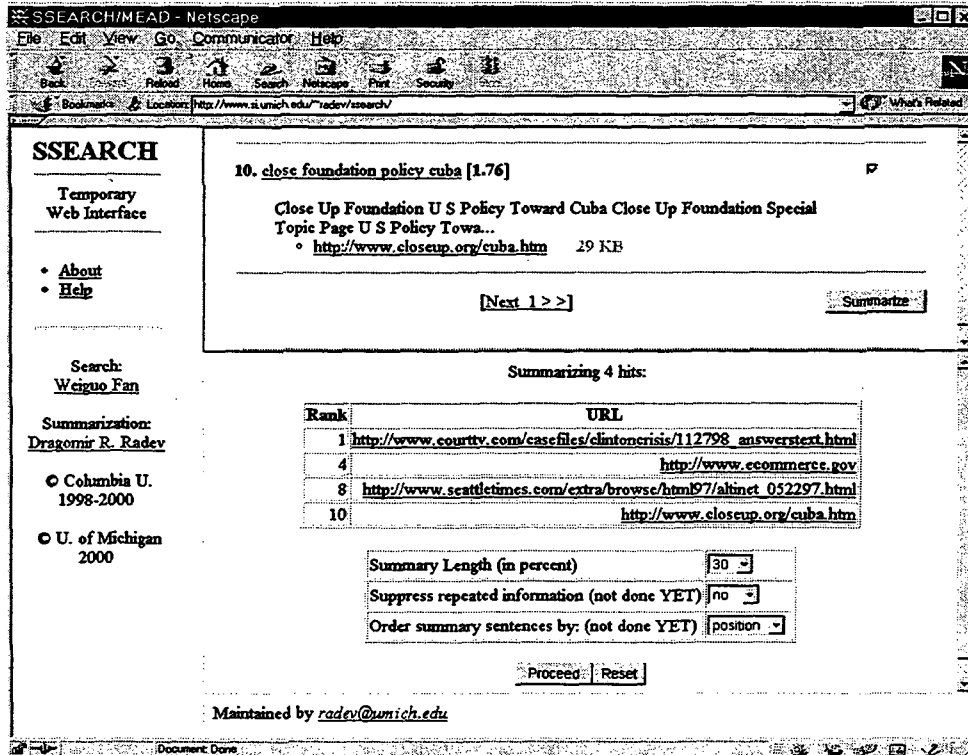 SSEARCH/MEAD - Netscape
File Edit View Go Communicator Help
Back Reload Home Search Netscape Print Security
Bookmarks Location: http://www.si.umich.edu/~radev/ssearch/ What's Related
SSEARCH
Temporary
Web Interface
• About
• Help
Search:
Weiguo Fan
Summarization:
Dragomir R. Radev
© Columbia U.
1998-2000
© U. of Michigan
2000
10. close foundation policy cuba [1.76]
Close Up Foundation U S Policy Toward Cuba Close Up Foundation Special
Topic Page U S Policy Towa...
http://www.closeup.org/cuba.htm 29 KB
[Next 1 > >] Summarize
Summarizing 4 hits:
Rank URL
1 http://www.courttv.com/casefiles/clintoncrisis/112798_answerstext.html
4 http://www.ecommerce.gov
8 http://www.seattletimes.com/extra/browse/html97/altinet_052297.html
10 http://www.closeup.org/cuba.htm
Summary Length (in percent) 30
Suppress repeated information (not done YET) no
Order summary sentences by: (not done YET) position
Proceed Reset
Maintained by radev@umich.edu
Document: Done